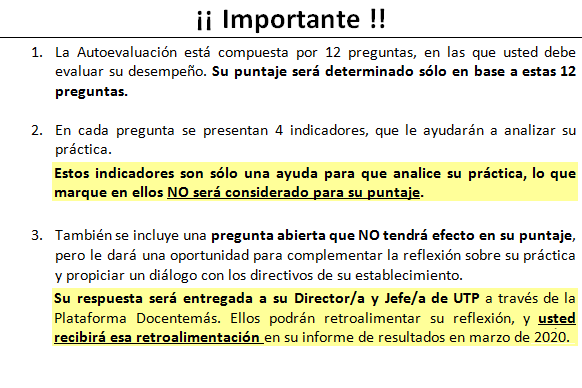 ¡¡ Importante !!
1. La Autoevaluación está compuesta por 12 preguntas, en las que usted debe
evaluar su desempeño. Su puntaje será determinado sólo en base a estas 12
preguntas.
2. En cada pregunta se presentan 4 indicadores, que le ayudarán a analizar su
práctica.
Estos indicadores son sólo una ayuda para que analice su práctica, lo que
marque en ellos NO será considerado para su puntaje.
3. También se incluye una pregunta abierta que NO tendrá efecto en su puntaje,
pero le dará una oportunidad para complementar la reflexión sobre su práctica
y propiciar un diálogo con los directivos de su establecimiento.
Su respuesta será entregada a su Director/a y Jefe/a de UTP a través de la
Plataforma Docentemás. Ellos podrán retroalimentar su reflexión, y usted
recibirá esa retroalimentación en su informe de resultados en marzo de 2020.